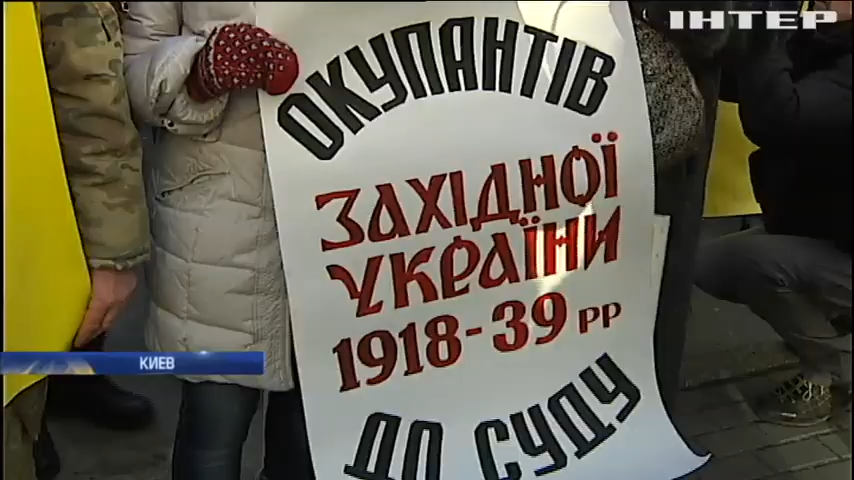 ІНТЕР
ОКУПАНТІВ
ЗАХІДНОЇ
УКРАЇНИ
1918-39 рр
ДО СУДУ
КИЕВ